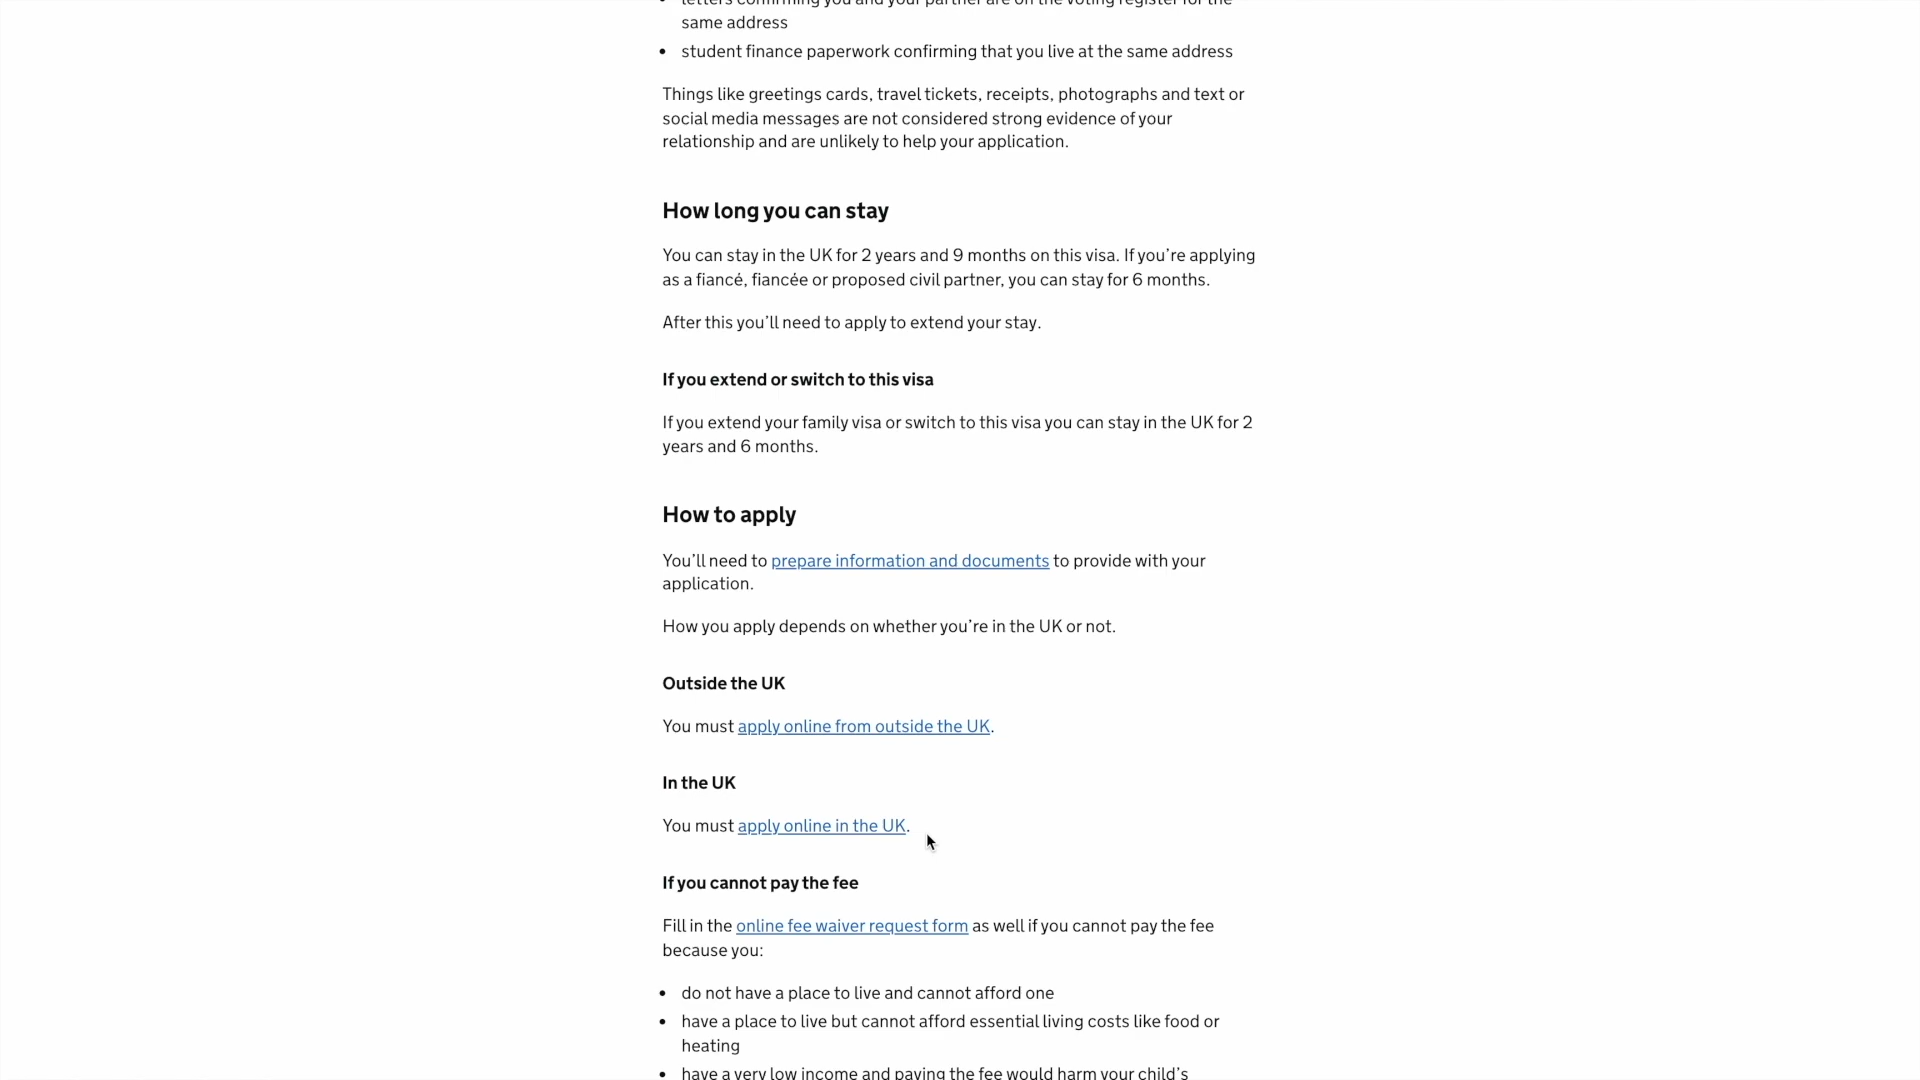 letters confirming you and your partner are on the voting register for the
same address
• student finance paperwork confirming that you live at the same address
Things like greetings cards, travel tickets, receipts, photographs and text or
social media messages are not considered strong evidence of your
relationship and are unlikely to help your application.
How long you can stay
You can stay in the UK for 2 years and 9 months on this visa. If you’re applying
as a fiancé, fiancée or proposed civil partner, you can stay for 6 months.
After this you’ll need to apply to extend your stay.
If you extend or switch to this visa
If you extend your family visa or switch to this visa you can stay in the UK for 2
years and 6 months.
How to apply
You’ll need to prepare information and documents to provide with your
application.
How you apply depends on whether you’re in the UK or not.
Outside the UK
You must apply online from outside the UK.
In the UK
You must apply online in the UK.
If you cannot pay the fee
Fill in the online fee waiver request form as well if you cannot pay the fee
because you:
• do not have a place to live and cannot afford one
• have a place to live but cannot afford essential living costs like food or
heating
• have a very low income and paying the fee would harm your child’s